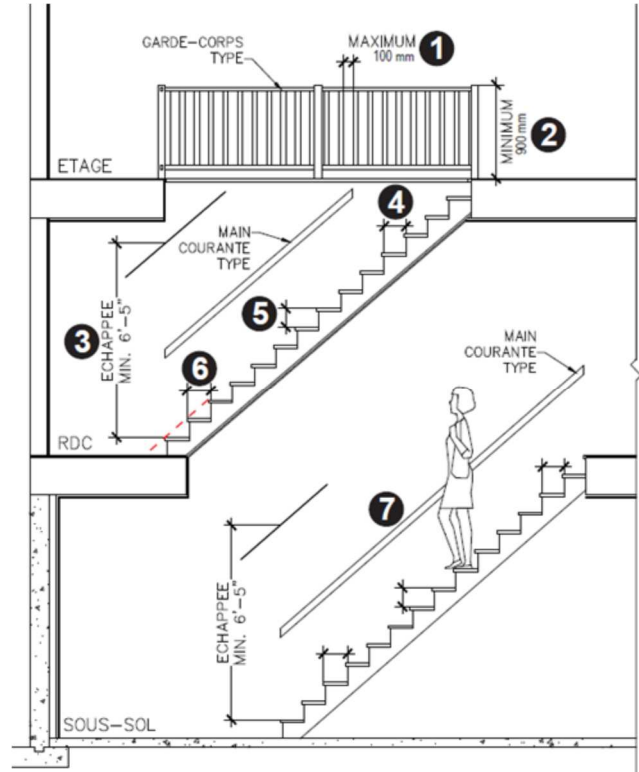 GARDE-CORPS
TYPE
MAXIMUM
100 mm
1
MINIMUM
900 mm
2
ETAGE
4
MAIN
COURANTE
TYPE
3
ECHAPPEE
MIN. 6'-5"
5
6
MAIN
COURANTE
TYPE
RDC
7
ECHAPPEE
MIN. 6'-5"
SOUS-SOL